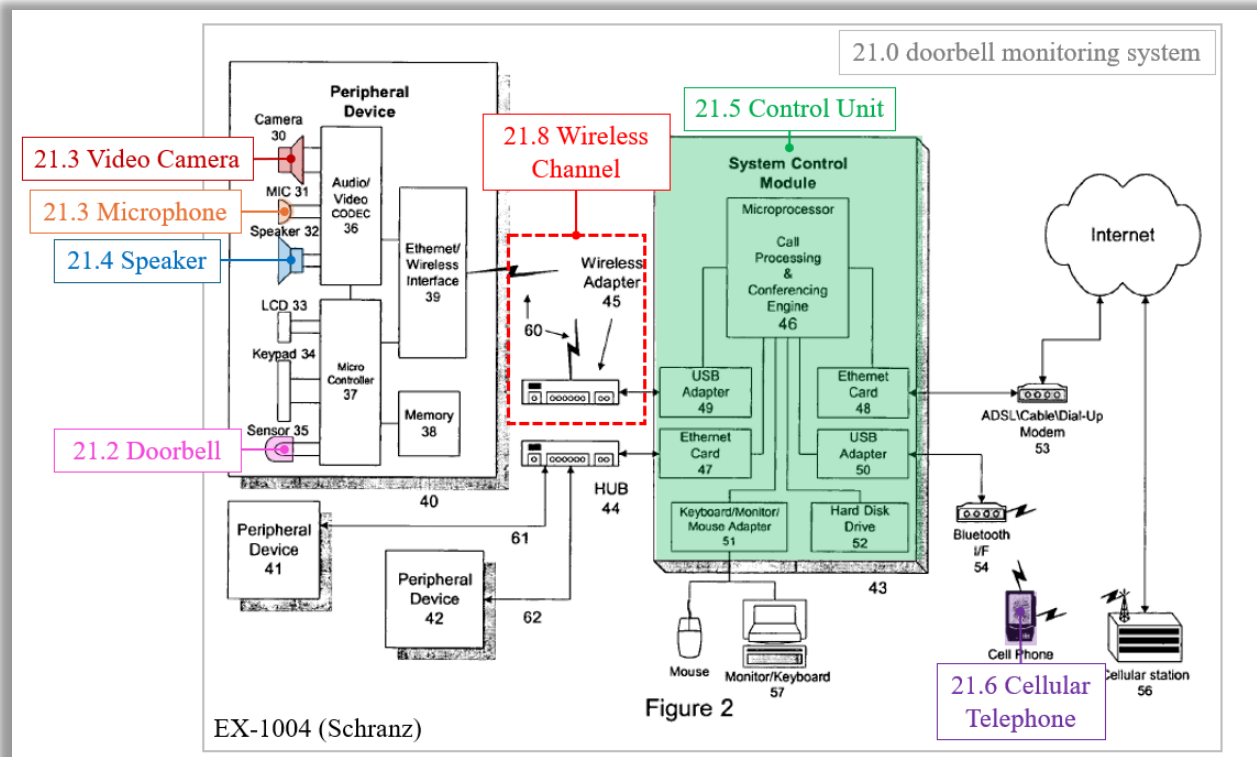 21.0 doorbell monitoring system
Peripheral
Device
Camera
30
21.3 Video Camera
MIC 31
21.3 Microphone
Speaker 32
21.4 Speaker
Audio/
Video
CODEC
36
Ethernet/
Wireless
Interface
39
LCD 33
Keypad 34
Micro
Controller
37
Memory
38
Sensor 35
21.2 Doorbell
40
21.8 Wireless
Channel
Wireless
Adapter
45
60
HUB
44
61
62
Peripheral
Device
41
Peripheral
Device
42
21.5 Control Unit
System Control
Module
Microprocessor
Call
Processing
&
Conferencing
Engine
46
USB
Adapter
49
Ethernet
Card
48
Ethernet
Card
47
USB
Adapter
50
Keyboard/Monitor/
Mouse Adapter
51
Hard Disk
Drive
52
43
Mouse
Monitor/Keyboard
57
Internet
ADSL\Cable\Dial-Up
Modem
53
Bluetooth
I/F
54
Cell Phone
21.6 Cellular
Telephone
Cellular station
56
Figure 2
EX-1004 (Schranz)